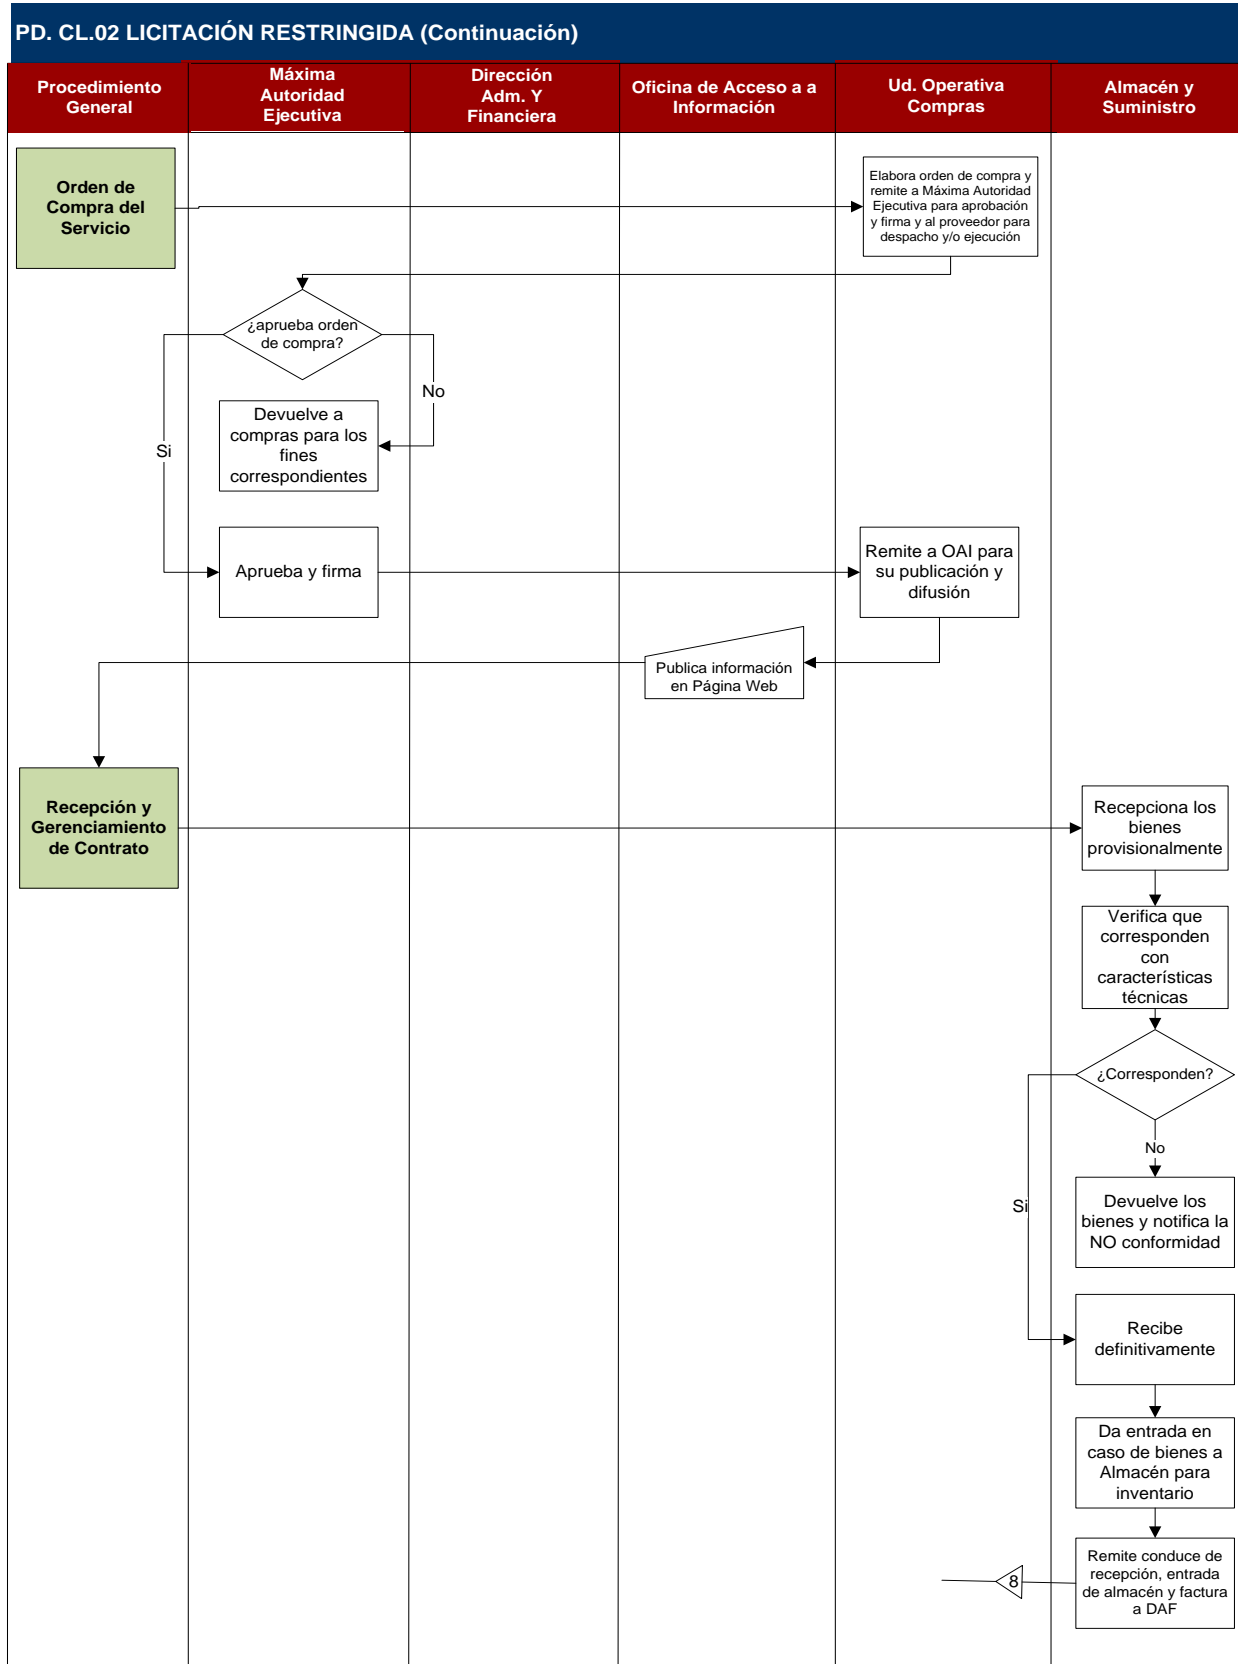 PD. CL.02 LICITACIÓN RESTRINGIDA (Continuación)
Procedimiento
General
Máxima
Autoridad
Ejecutiva
Dirección
Adm. Y
Financiera
Oficina de Acceso a a
Información
Ud. Operativa
Compras
Almacén y
Suministro
Orden de
Compra del
Servicio
Elabora orden de compra y
remite a Máxima Autoridad
Ejecutiva para aprobación
y firma y al proveedor para
despacho y/o ejecución
¿aprueba orden
de compra?
No
Si
Devuelve a
compras para los
fines
correspondientes
Aprueba y firma
Remite a OAI para
su publicación y
difusión
Publica información
en Página Web
Recepción y
Gerenciamiento
de Contrato
Recepciona los
bienes
provisionalmente
Verifica que
corresponden
con
características
técnicas
¿Corresponden?
No
Si
Devuelve los
bienes y notifica la
NO conformidad
Recibe
definitivamente
Da entrada en
caso de bienes a
Almacén para
inventario
Remite conduce de
recepción, entrada
de almacén y factura
a DAF
8